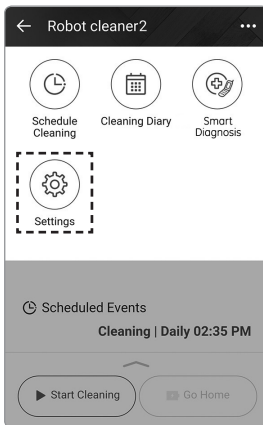 Robot cleaner2
Schedule
Cleaning
Cleaning Diary
Smart
Diagnosis
Settings
Scheduled Events
Cleaning | Daily 02:35 PM
Start Cleaning
Go Home